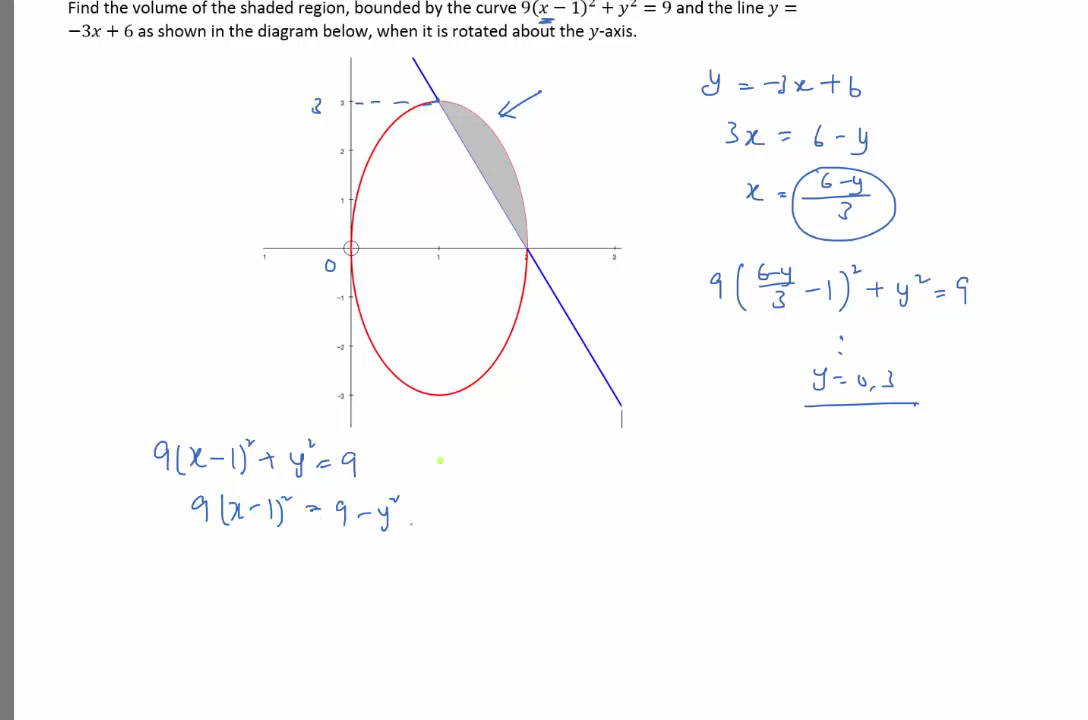 Find the volume of the shaded region, bounded by the curve 9(x − 1)² + y² = 9 and the line y =
−3x + 6 as shown in the diagram below, when it is rotated about the y-axis.
3
3
2
1
1
0
1
2
3
−1
−2
−3
y = -3x + 6
3x = 6 - y
x = 6-y/3
9(6-y/3 - 1)² + y² = 9
⋮
y = 0, 3
9(x-1)² + y² = 9
9(x-1)² = 9 - y²